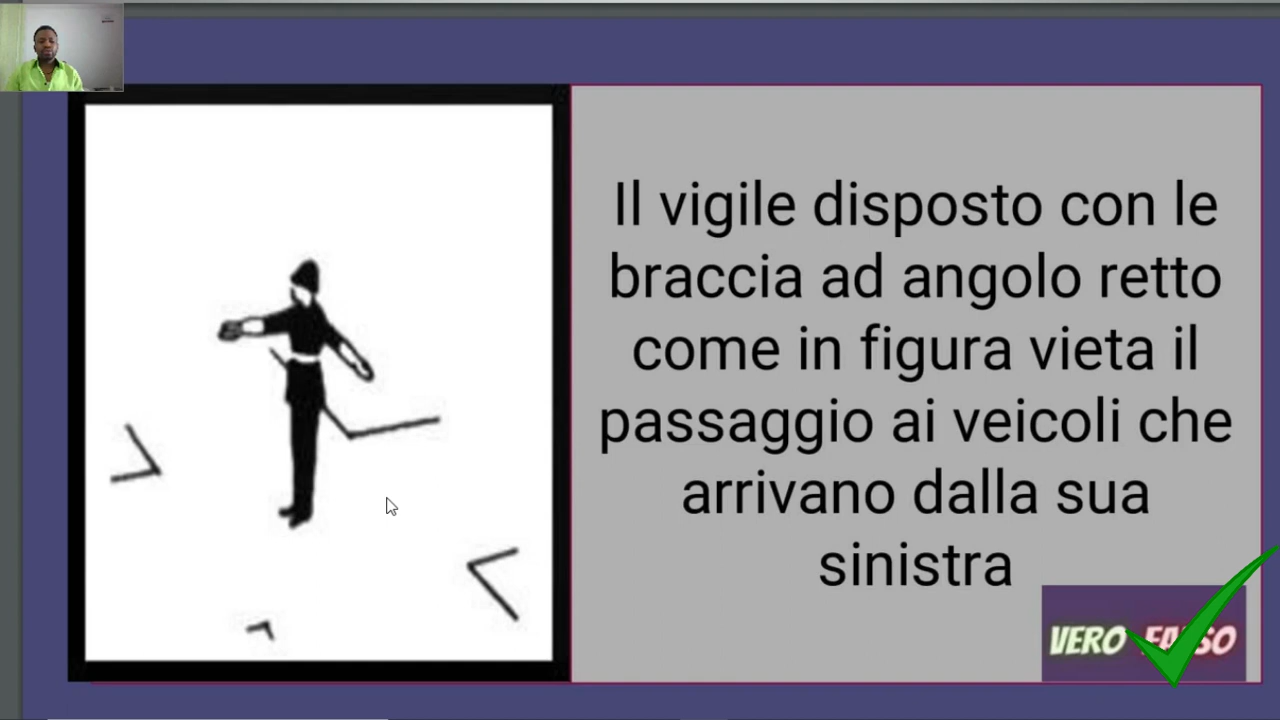 Il vigile disposto con le
braccia ad angolo retto
come in figura vieta il
passaggio ai veicoli che
arrivano dalla sua
sinistra
VERO FALSO